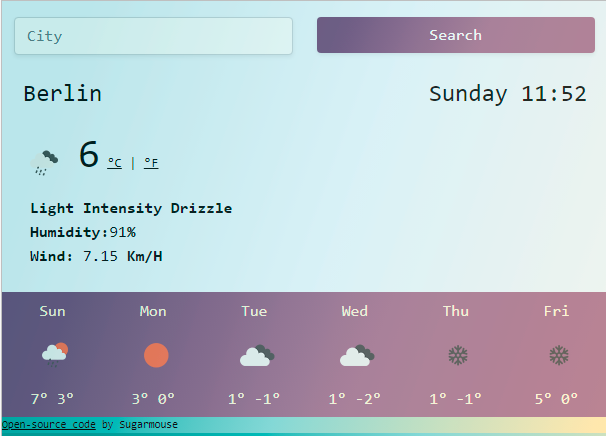 City
Search
Berlin
Sunday 11:52
6 °C | °F
Light Intensity Drizzle
Humidity:91%
Wind: 7.15 Km/H
Sun Mon Tue Wed Thu Fri
7° 3° 3° 0° 1° -1° 1° -2° 1° -1° 5° 0°
Open-source code by Sugarmouse